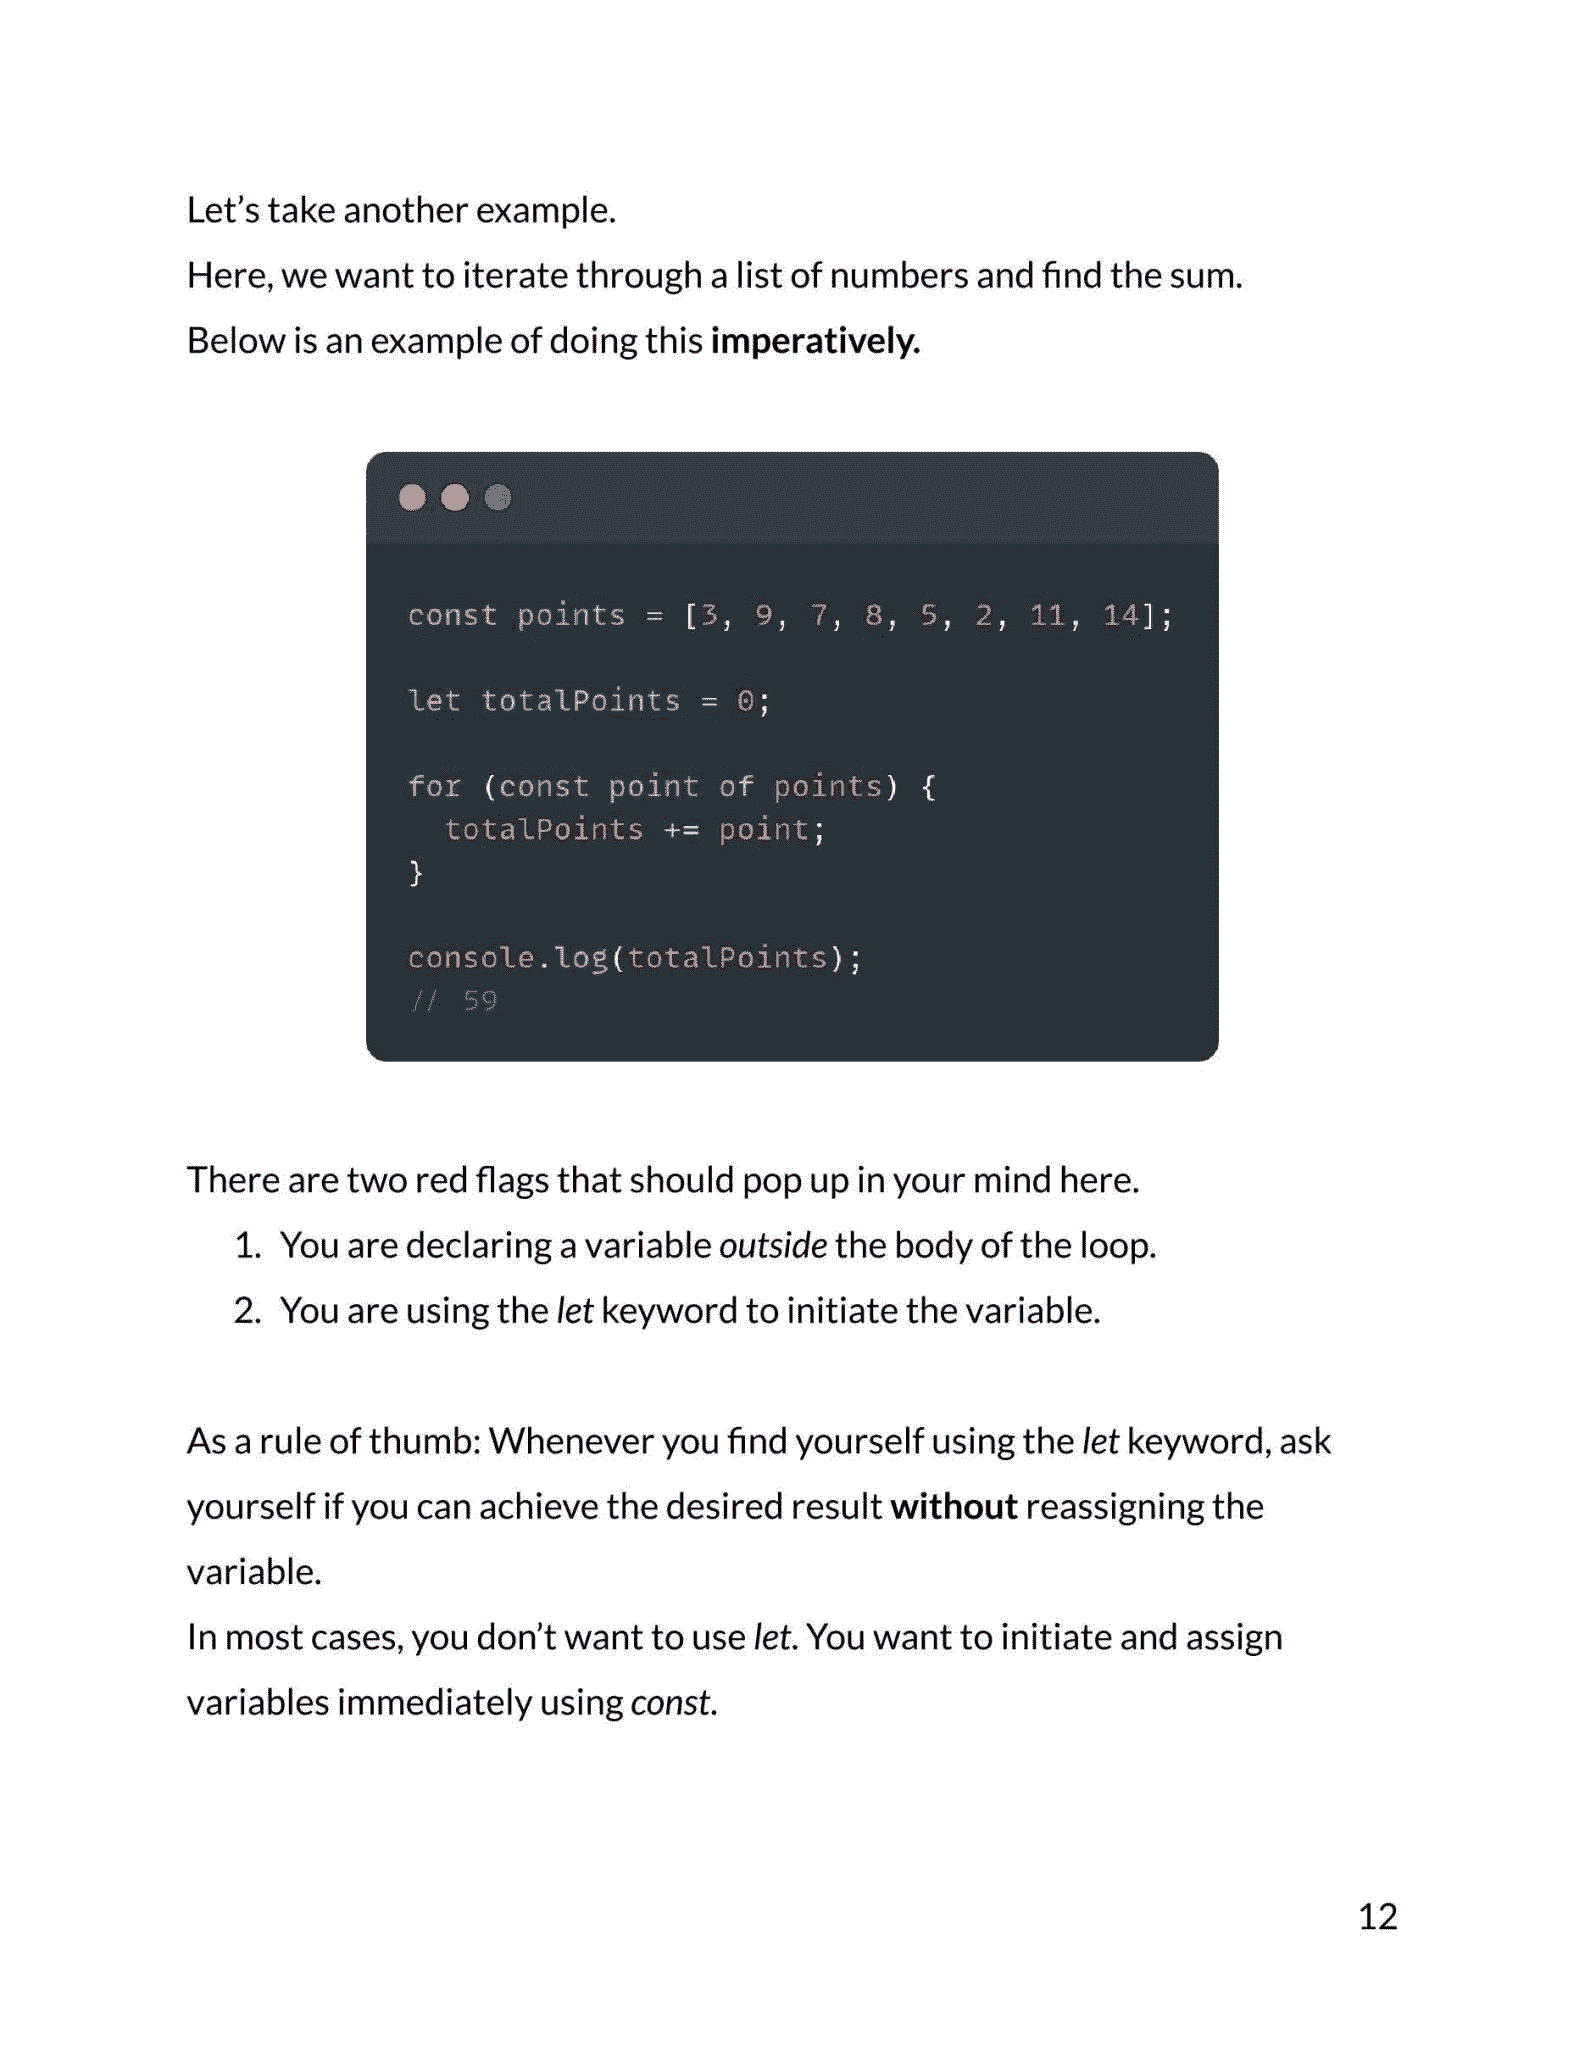 Let’s take another example.
Here, we want to iterate through a list of numbers and find the sum.
Below is an example of doing this imperatively.
const points = [3, 9, 7, 8, 5, 2, 11, 14];
let totalPoints = 0;
for (const point of points) {
  totalPoints += point;
}
console.log(totalPoints);
// 59
There are two red flags that should pop up in your mind here.
1. You are declaring a variable outside the body of the loop.
2. You are using the let keyword to initiate the variable.
As a rule of thumb: Whenever you find yourself using the let keyword, ask
yourself if you can achieve the desired result without reassigning the
variable.
In most cases, you don’t want to use let. You want to initiate and assign
variables immediately using const.
12